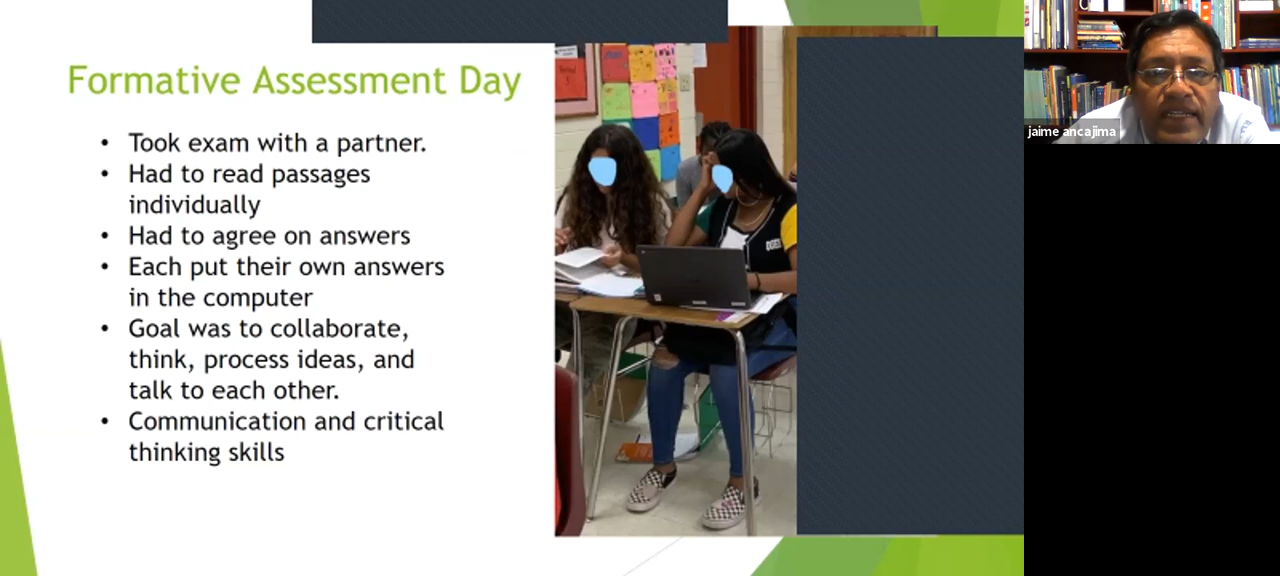 Formative Assessment Day
• Took exam with a partner.
• Had to read passages
individually
• Had to agree on answers
• Each put their own answers
in the computer
• Goal was to collaborate,
think, process ideas, and
talk to each other.
• Communication and critical
thinking skills
jaime ancajima